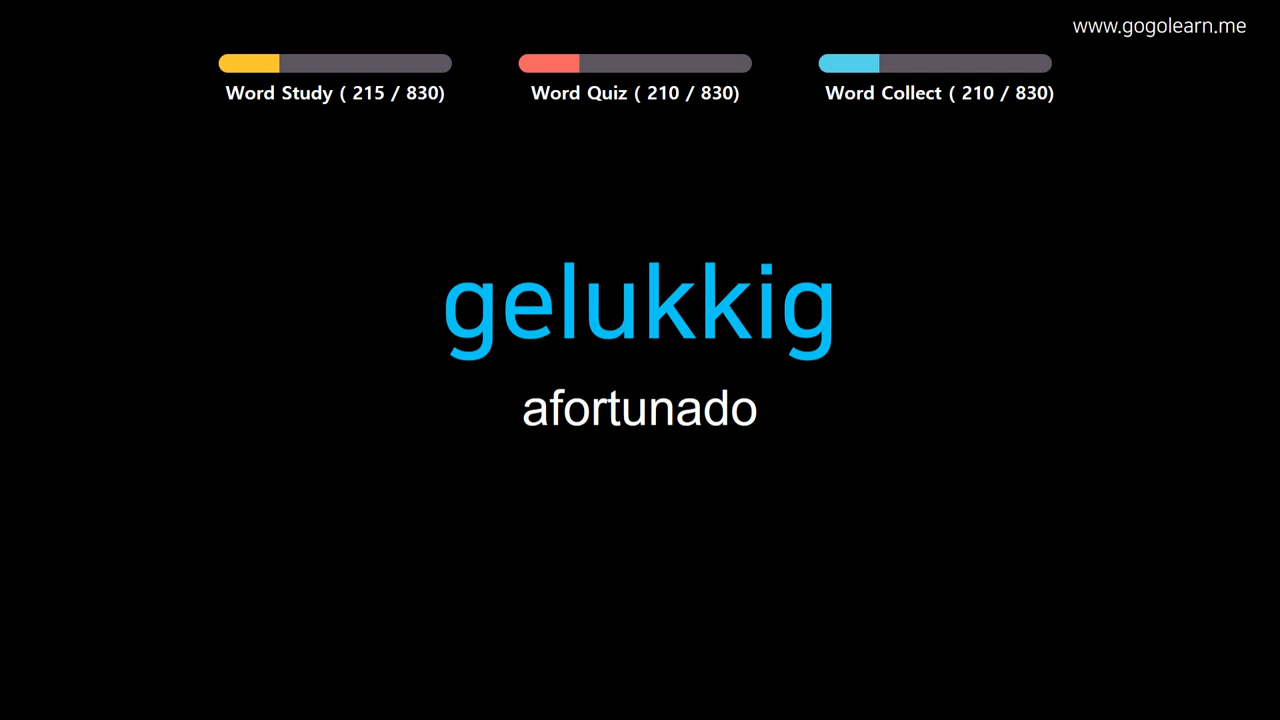 www.gogolearn.me
Word Study ( 215 / 830)
Word Quiz ( 210 / 830)
Word Collect ( 210 / 830)
gelukkig
afortunado